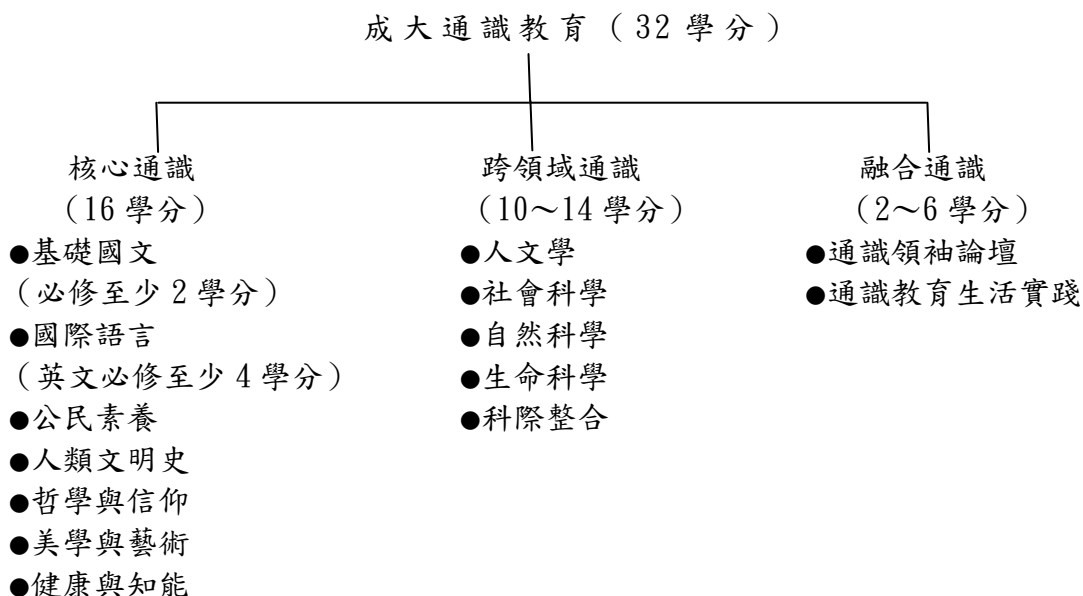 成大通識教育（32 學分）
核心通識
（16 學分）
●基礎國文
（必修至少 2 學分）
●國際語言
（英文必修至少 4 學分）
●公民素養
●人類文明史
●哲學與信仰
●美學與藝術
●健康與知能
跨領域通識
（10～14 學分）
●人文學
●社會科學
●自然科學
●生命科學
●科際整合
融合通識
（2～6 學分）
●通識領袖論壇
●通識教育生活實踐